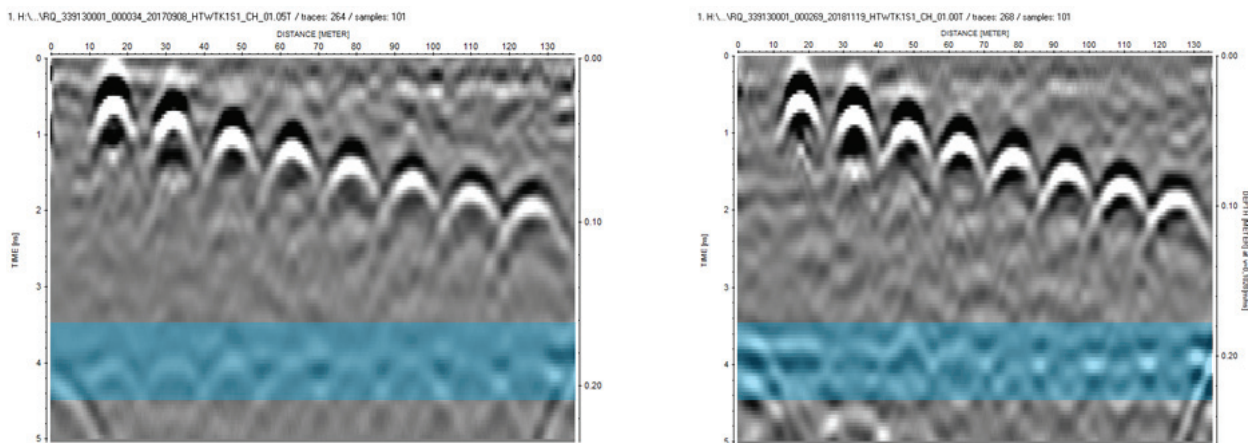 1. H:\...\RQ_339130001_000034_20170908_HTWTK1S1_CH_01.05T / traces: 264 / samples: 101
DISTANCE [METER]
0 10 20 30 40 50 60 70 80 90 100 110 120 130
0
1
2
3
4
5
TIME [ns]
0.00
0.10
0.20
1. H:\...\RQ_339130001_000269_20181119_HTWTK1S1_CH_01.00T / traces: 268 / samples: 101
DISTANCE [METER]
0 10 20 30 40 50 60 70 80 90 100 110 120 130
0
1
2
3
4
5
TIME [ns]
0.00
0.10
0.20
DEPTH [METER]